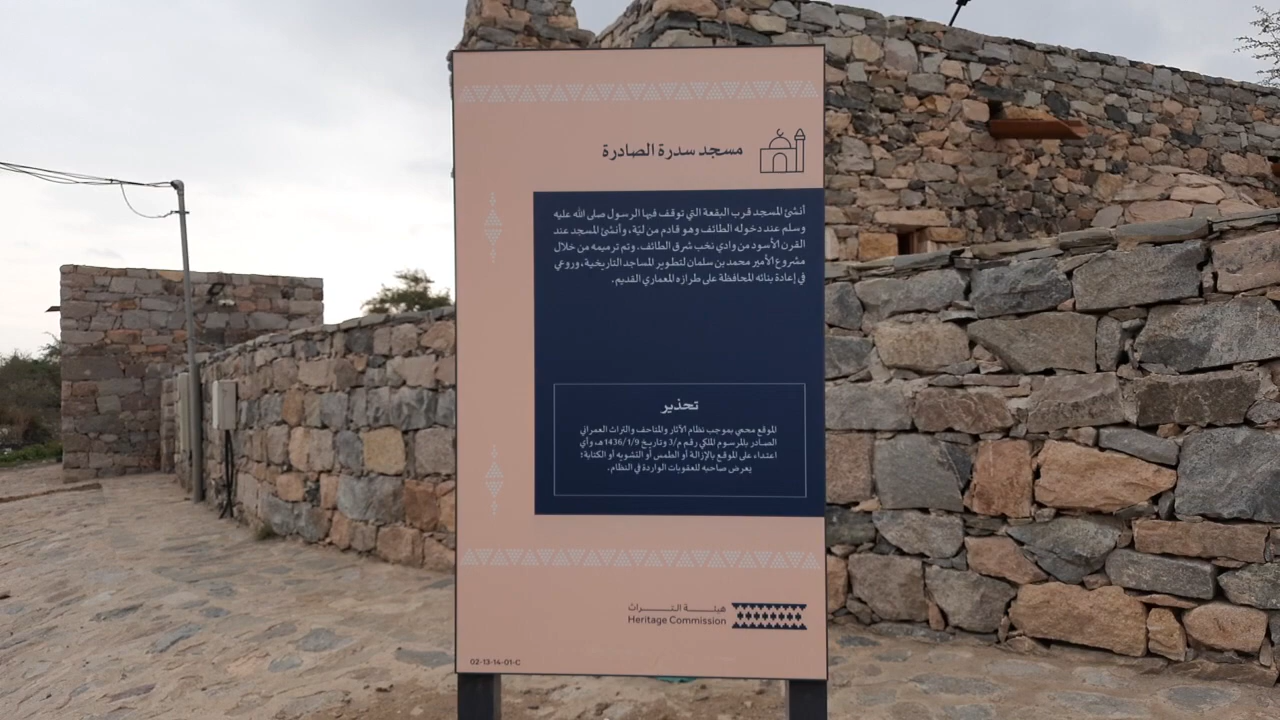 مسجد سدرة الصادرة
أنشئ المسجد قرب البقعة التي توقف فيها الرسول صلى الله عليه
وسلم عند دخوله الطائف وهو قادم من ليّة، وأنشئ المسجد عند
القرن الأسود من وادي نخب شرق الطائف. وتم ترميمه من خلال
مشروع الأمير محمد بن سلمان لتطوير المساجد التاريخية، وروعي
في إعادة بنائه المحافظة على طرازه المعماري القديم.
تحذير
الموقع محمي بموجب نظام الآثار والمتاحف والتراث العمراني
الصادر بالمرسوم الملكي رقم م/3 وتاريخ 1436/1/9هـ، وأي
اعتداء على الموقع بالإزالة أو الطمس أو التشويه أو الكتابة؛
يعرض صاحبه للعقوبات الواردة في النظام.
هيئة التراث
Heritage Commission
02-13-14-01-C